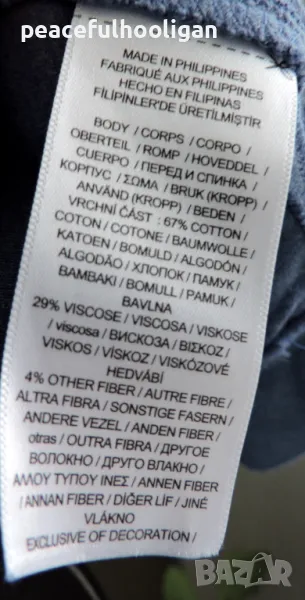 peacefulhooligan
MADE IN PHILIPPINES
FABRIQUÉ AUX PHILIPPINES
HECHO EN FILIPINAS
FİLİPİNLER'DE ÜRETİLMİŞTİR
BODY / CORPS / CORPO /
OBERTEIL / ROMP / HOVEDDEL /
CUERPO / ПЕРЕД И СПИНКА /
КОРПУС / ΣΩΜΑ / BRUK (KROPP) /
ANVÄND (KROPP) / BEDEN /
VRCHNÍ ČÁST : 67% COTTON /
COTON / COTONE / BAUMWOLLE /
KATOEN / BOMULD / ALGODÓN /
ALGODÃO / ХЛОПОК / ПАМУК /
ΒΑΜΒΑΚΙ / BOMULL / PAMUK /
BAVLNA
29% VISCOSE / VISCOSA / VISKOSE
/ viscosa / ВИСКОЗА / ΒΙΣΚΟΖ /
VISKOS / VİSKOZ / VISKÓZOVÉ
HEDVÁBÍ
4% OTHER FIBER / AUTRE FIBRE /
ALTRA FIBRA / SONSTIGE FASERN /
ANDERE VEZEL / ANDEN FIBER /
otras / OUTRA FIBRA / ДРУГОЕ
ВОЛОКНО / ДРУГО ВЛАКНО /
ΑΛΛΟΥ ΤΥΠΟΥ ΙΝΕΣ / ANNEN FIBER
/ ANNAN FIBER / DİĞER LİF / JINÉ
VLÁKNO
EXCLUSIVE OF DECORATION /
BAZAR